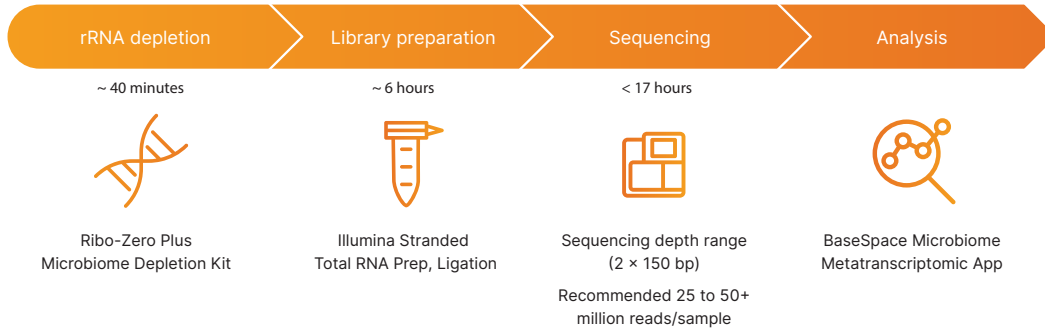 rRNA depletion
Library preparation
Sequencing
Analysis
~ 40 minutes
~ 6 hours
< 17 hours
Ribo-Zero Plus
Microbiome Depletion Kit
Illumina Stranded
Total RNA Prep, Ligation
Sequencing depth range
(2 × 150 bp)
Recommended 25 to 50+
million reads/sample
BaseSpace Microbiome
Metatranscriptomic App